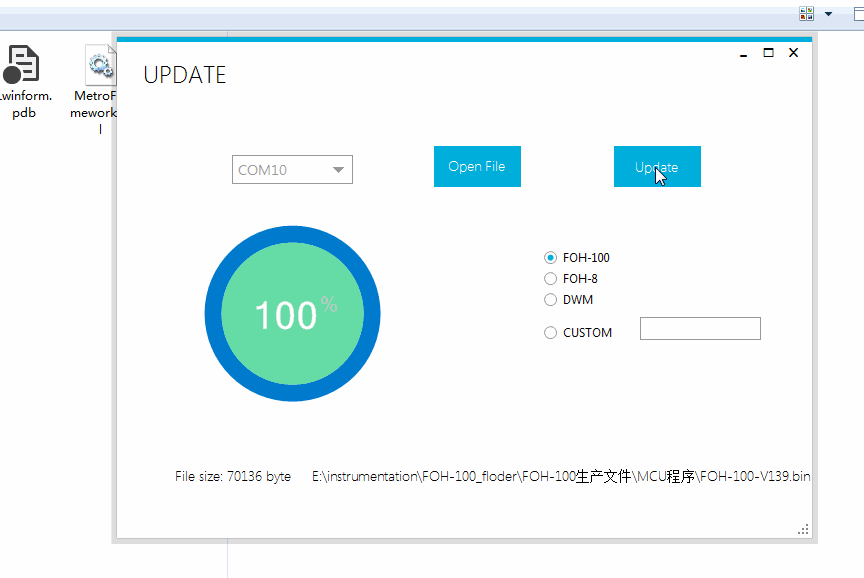 UPDATE
.winform.
pdb
MetroF
mework
l
COM10
Open File
Update
100%
FOH-100
FOH-8
DWM
CUSTOM
File size: 70136 byte E:\instrumentation\FOH-100_floder\FOH-100生产文件\MCU程序\FOH-100-V139.bin